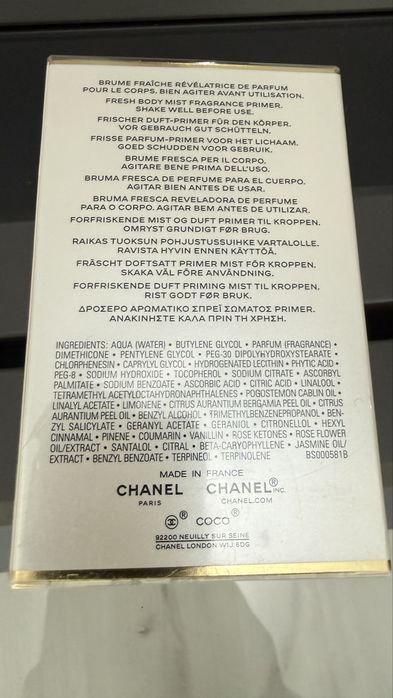 BRUME FRAÎCHE RÉVÉLATRICE DE PARFUM
POUR LE CORPS. BIEN AGITER AVANT UTILISATION.
FRESH BODY MIST FRAGRANCE PRIMER.
SHAKE WELL BEFORE USE.
FRISCHER DUFT-PRIMER FÜR DEN KÖRPER.
VOR GEBRAUCH GUT SCHÜTTELN.
FRISSE PARFUM-PRIMER VOOR HET LICHAAM.
GOED SCHUDDEN VOOR GEBRUIK.
BRUME FRESCA PER IL CORPO.
AGITARE BENE PRIMA DELL'USO.
BRUMA FRESCA DE PERFUME PARA EL CUERPO.
AGITAR BIEN ANTES DE USAR.
BRUMA FRESCA REVELADORA DE PERFUME
PARA O CORPO. AGITAR BEM ANTES DE UTILIZAR.
FORFRISKENDE MIST OG DUFT PRIMER TIL KROPPEN.
OMRYST GRUNDIGT FØR BRUG.
RAIKAS TUOKSUN POHJUSTUSSUIHKE VARTALOLLE.
RAVISTA HYVIN ENNEN KÄYTTÖÄ.
FRÄSCHT DOFTSATT PRIMER MIST FÖR KROPPEN.
SKAKA VÄL FÖRE ANVÄNDNING.
FORFRISKENDE DUFT PRIMING MIST TIL KROPPEN.
RIST GODT FØR BRUK.
ΔΡΟΣΕΡΟ ΑΡΩΜΑΤΙΚΟ ΣΠΡΕΪ ΣΩΜΑΤΟΣ PRIMER.
ΑΝΑΚΙΝΗΣΤΕ ΚΑΛΑ ΠΡΙΝ ΤΗ ΧΡΗΣΗ.
INGREDIENTS: AQUA (WATER) • BUTYLENE GLYCOL • PARFUM (FRAGRANCE) •
DIMETHICONE • PENTYLENE GLYCOL • PEG-30 DIPOLYHYDROXYSTEARATE •
CHLORPHENESIN • CAPRYLYL GLYCOL • HYDROGENATED LECITHIN • PHYTIC ACID •
PEG-8 • SODIUM HYDROXIDE • TOCOPHEROL • SODIUM CITRATE • ASCORBYL
PALMITATE • SODIUM BENZOATE • ASCORBIC ACID • CITRIC ACID • LINALOOL •
TETRAMETHYL ACETYLOCTAHYDRONAPHTHALENES • POGOSTEMON CABLIN OIL •
LINALYL ACETATE • LIMONENE • CITRUS AURANTIUM BERGAMIA PEEL OIL • CITRUS
AURANTIUM PEEL OIL • BENZYL ALCOHOL • TRIMETHYLBENZENEPROPANOL • BEN-
ZYL SALICYLATE • GERANYL ACETATE • GERANIOL • CITRONELLOL • HEXYL
CINNAMAL • PINENE • COUMARIN • VANILLIN • ROSE KETONES • ROSE FLOWER
OIL/EXTRACT • SANTALOL • CITRAL • BETA-CARYOPHYLLENE • JASMINE OIL/
EXTRACT • BENZYL BENZOATE • TERPINEOL • TERPINOLENE BS000581B
MADE IN FRANCE
CHANEL CHANEL® INC.
PARIS CHANEL.COM
® COCO®
92200 NEUILLY SUR SEINE
CHANEL LONDON W1J 6DG